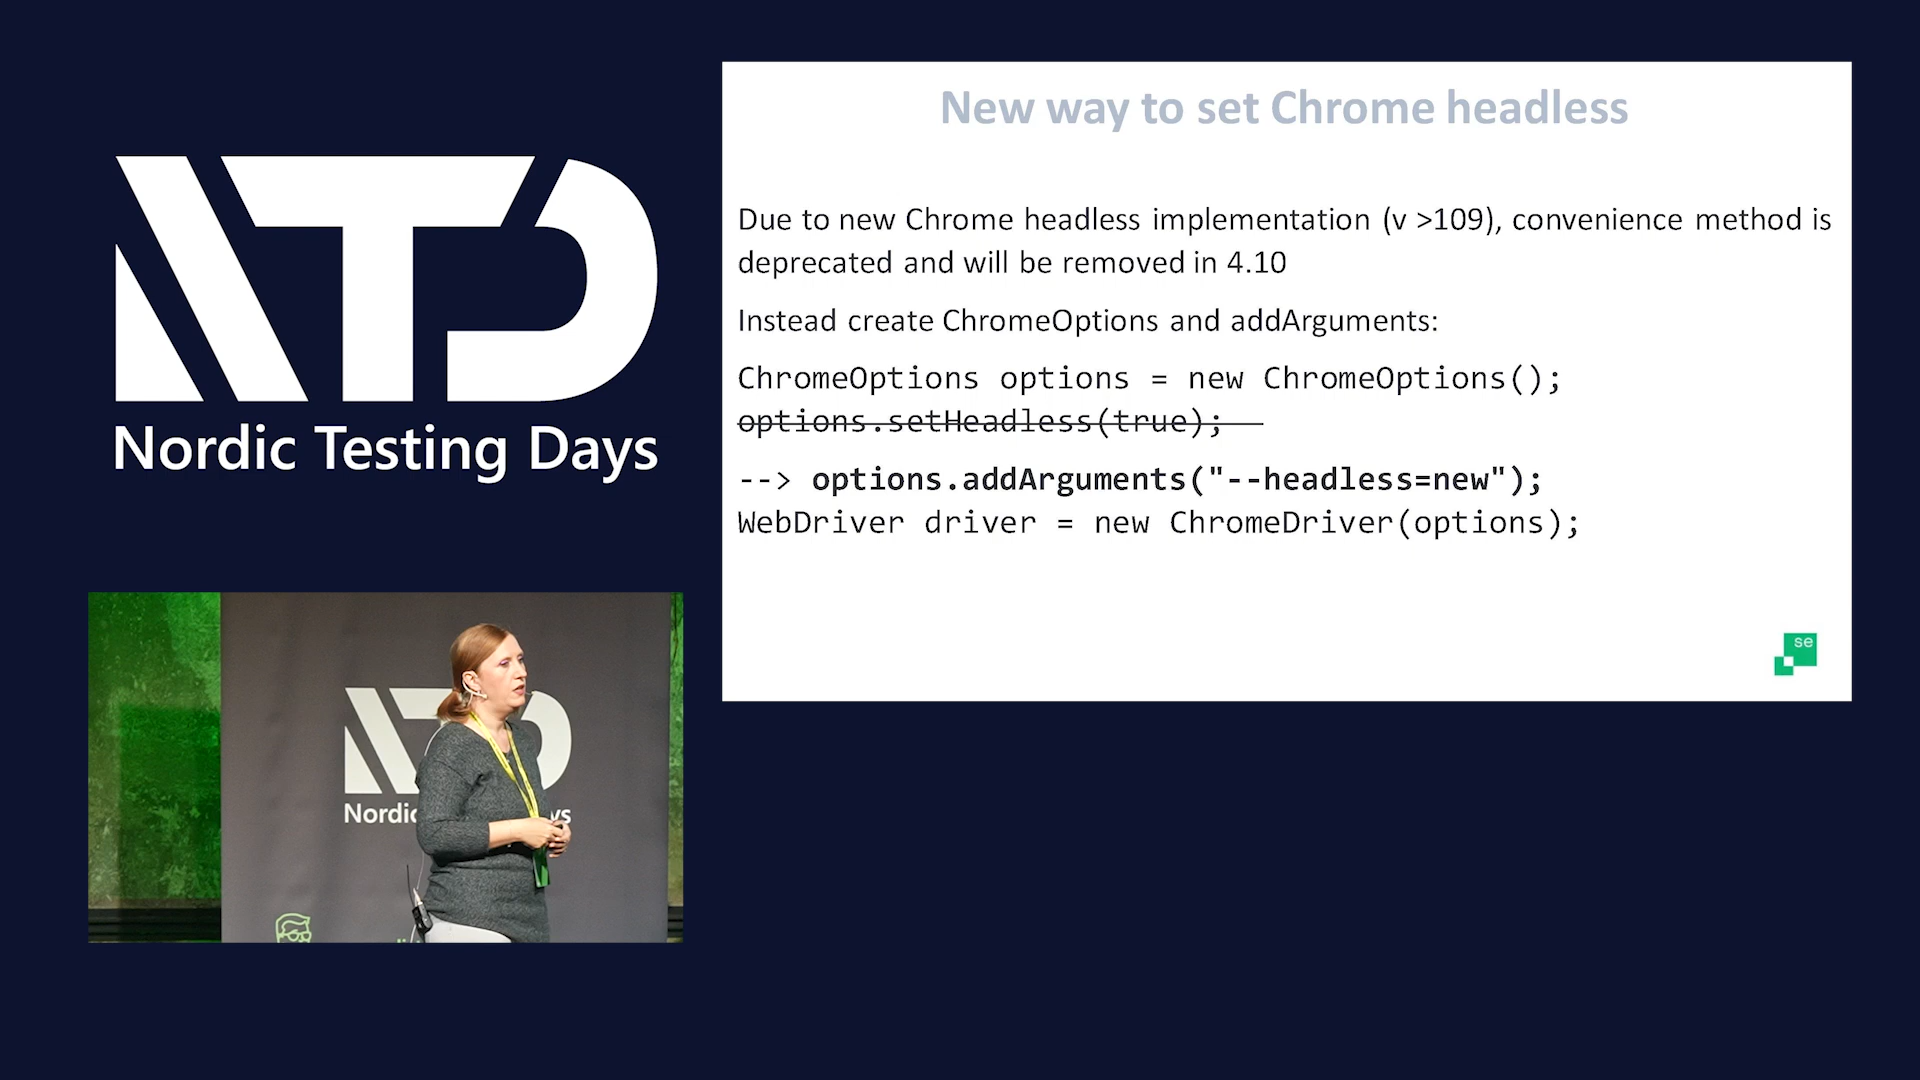 Nordic Testing Days
New way to set Chrome headless
Due to new Chrome headless implementation (v >109), convenience method is
deprecated and will be removed in 4.10
Instead create ChromeOptions and addArguments:
ChromeOptions options = new ChromeOptions();
options.setHeadless(true);
--> options.addArguments("--headless=new");
WebDriver driver = new ChromeDriver(options);
se
Nordic ys